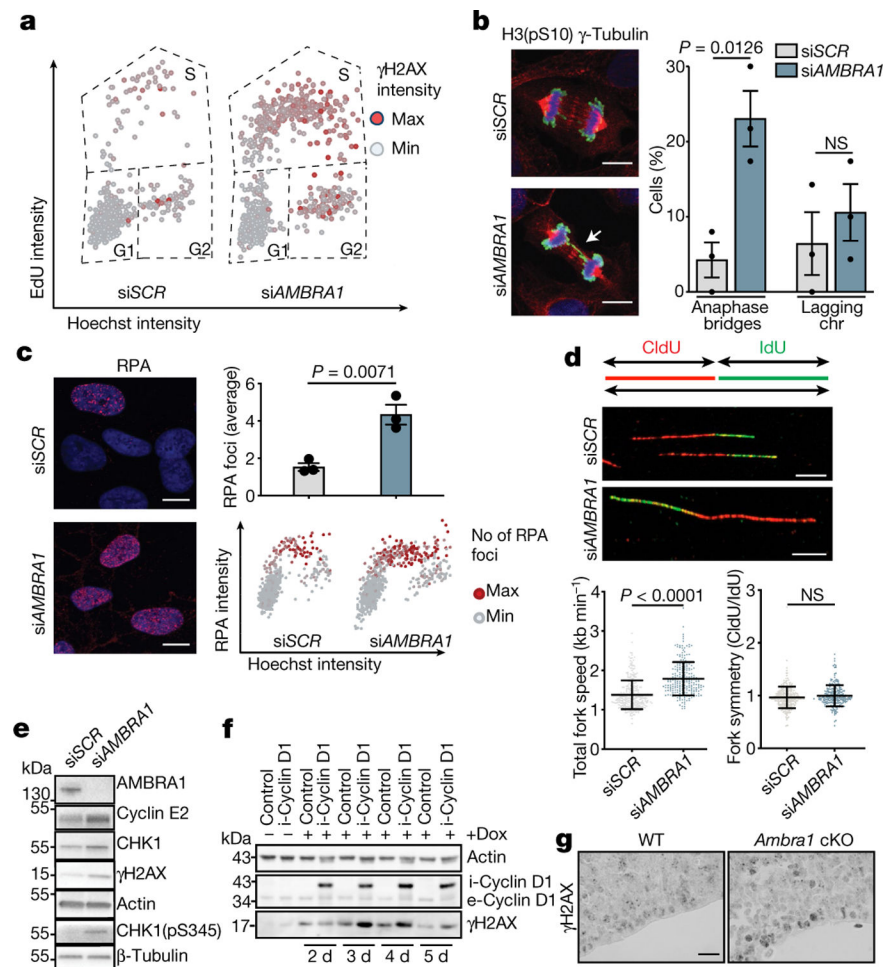 a
EdU intensity
S
G1
G2
G1
G2
S
γH2AX
intensity
Max
Min
siSCR
siAMBRA1
Hoechst intensity
b
H3(pS10) γ-Tubulin
siSCR
siAMBRA1
siSCR
siAMBRA1
P = 0.0126
NS
Cells (%)
30
20
10
0
Anaphase
bridges
Lagging
chr
c
RPA
siSCR
siAMBRA1
P = 0.0071
RPA foci (average)
6
4
2
0
RPA intensity
No of RPA
foci
Max
Min
siSCR
siAMBRA1
Hoechst intensity
d
CldU
IdU
siSCR
siAMBRA1
P < 0.0001
Total fork speed (kb min⁻¹)
4
3
2
1
0
siSCR
siAMBRA1
NS
Fork symmetry (CldU/IdU)
3
2
1
0
siSCR
siAMBRA1
e
siSCR
siAMBRA1
kDa
130
AMBRA1
55
Cyclin E2
55
CHK1
15
γH2AX
55
Actin
55
CHK1(pS345)
55
β-Tubulin
f
Control
i-Cyclin D1
Control
i-Cyclin D1
Control
i-Cyclin D1
Control
i-Cyclin D1
Control
i-Cyclin D1
kDa
– – + + + + + + + + +Dox
43
Actin
43
i-Cyclin D1
34
e-Cyclin D1
17
γH2AX
2 d 3 d 4 d 5 d
g
WT
Ambra1 cKO
γH2AX